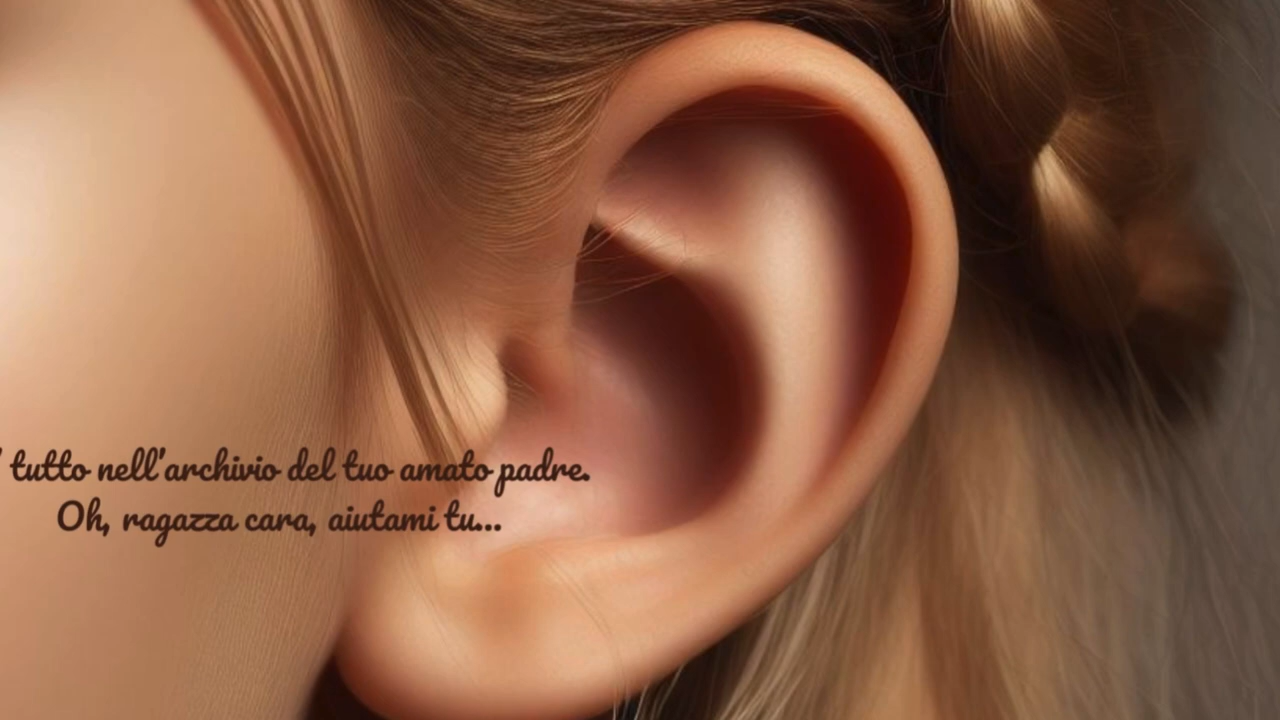 ' tutto nell'archivio del tuo amato padre.
Oh, ragazza cara, aiutami tu...